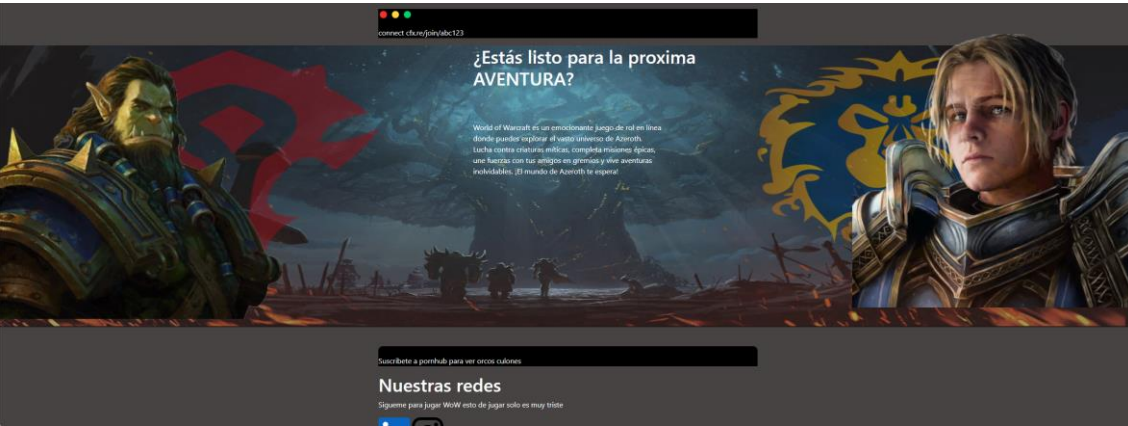 connect cfx.re/join/abc123
¿Estás listo para la proxima
AVENTURA?
World of Warcraft es un emocionante juego de rol en línea
donde puedes explorar el vasto universo de Azeroth.
Lucha contra criaturas míticas, completa misiones épicas,
une fuerzas con tus amigos en gremios y vive aventuras
inolvidables. ¡El mundo de Azeroth te espera!
Suscribete a pornhub para ver orcos culones
Nuestras redes
Sigueme para jugar WoW esto de jugar solo es muy triste